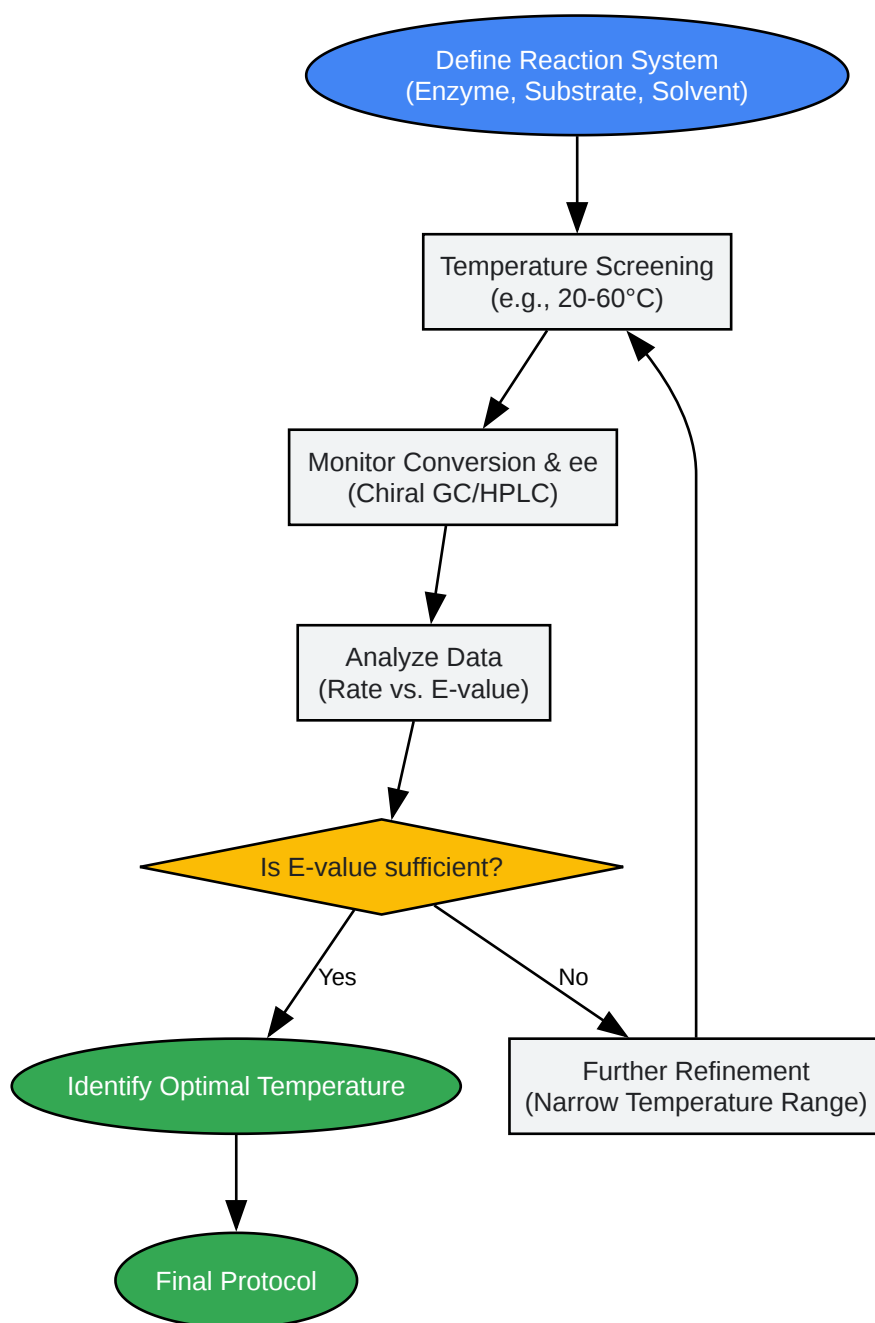 Define Reaction System
(Enzyme, Substrate, Solvent)
Temperature Screening
(e.g., 20-60°C)
Monitor Conversion & ee
(Chiral GC/HPLC)
Analyze Data
(Rate vs. E-value)
Is E-value sufficient?
Yes
No
Identify Optimal Temperature
Further Refinement
(Narrow Temperature Range)
Final Protocol